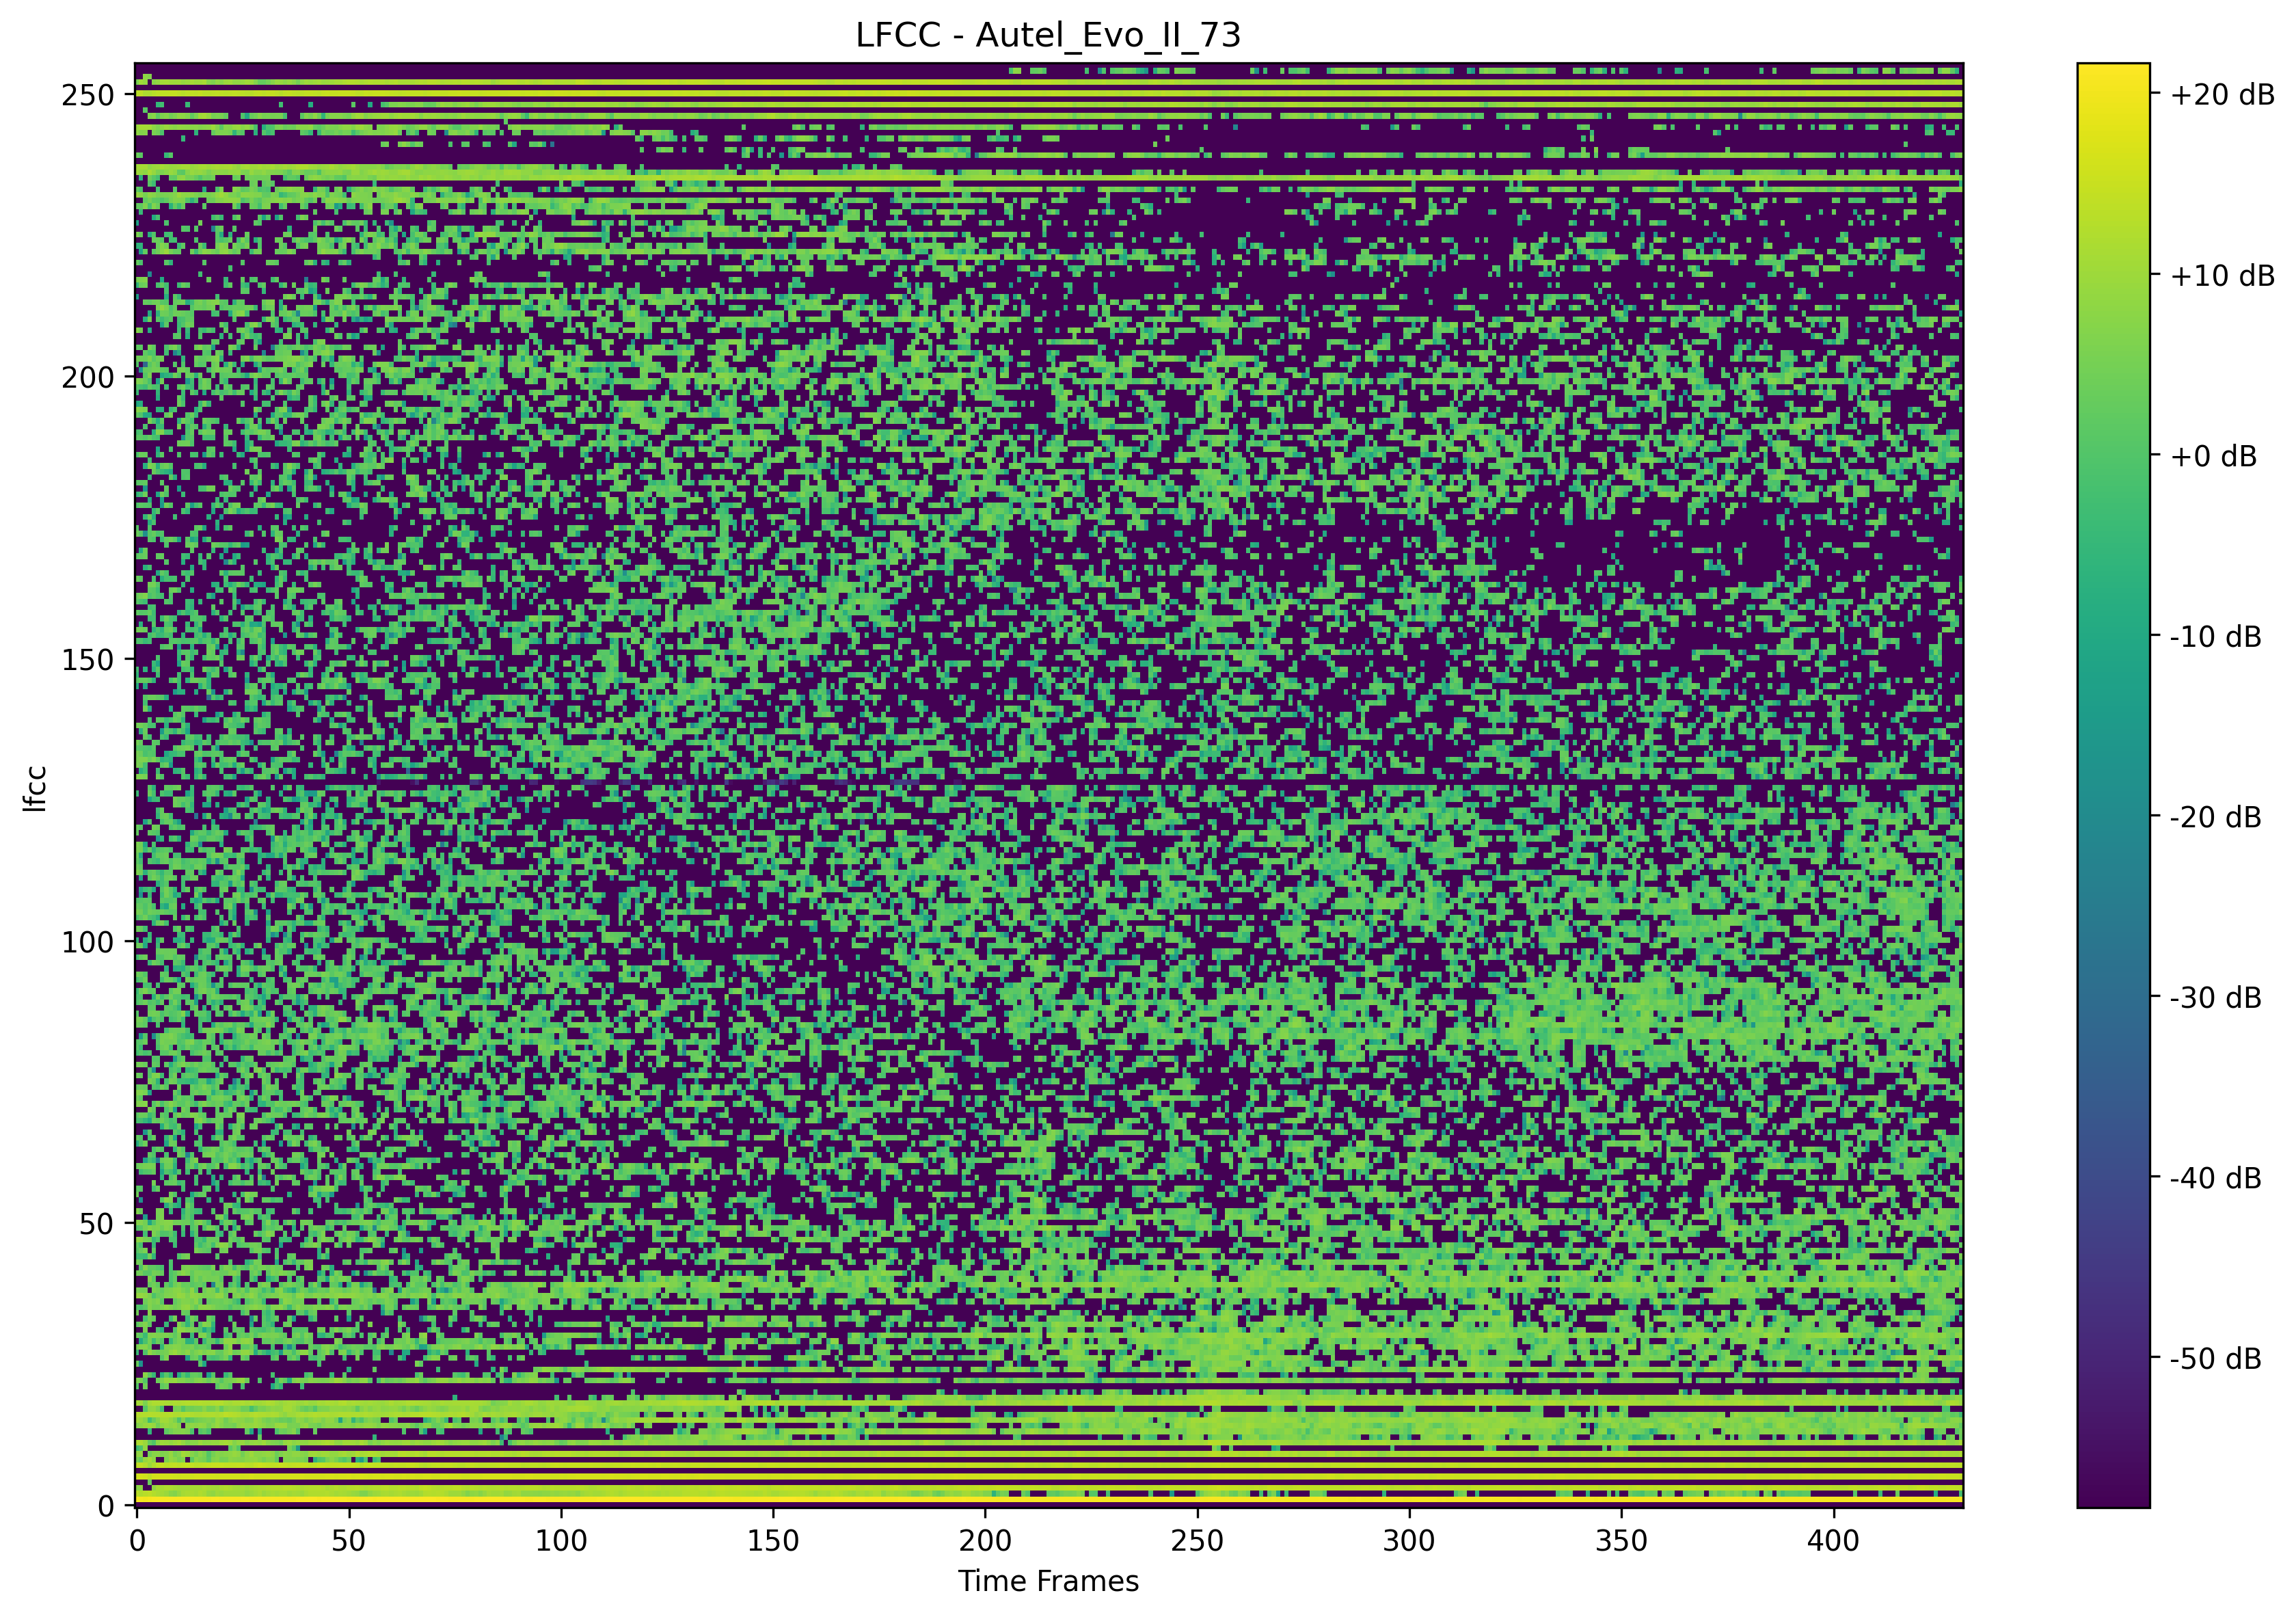 LFCC - Autel_Evo_II_73
250
200
150
100
50
0
lfcc
0 50 100 150 200 250 300 350 400
Time Frames
+20 dB
+10 dB
+0 dB
-10 dB
-20 dB
-30 dB
-40 dB
-50 dB